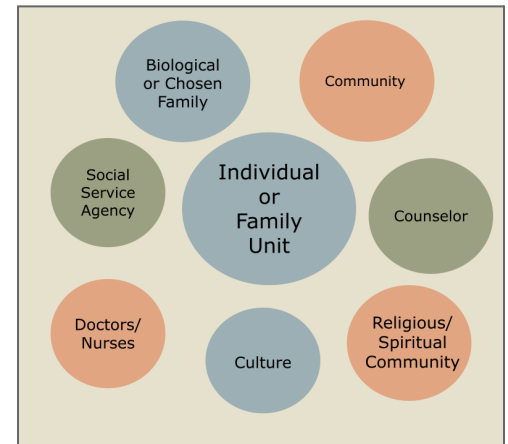 Biological
or Chosen
Family
Community
Social
Service
Agency
Individual
or
Family
Unit
Counselor
Doctors/
Nurses
Culture
Religious/
Spiritual
Community